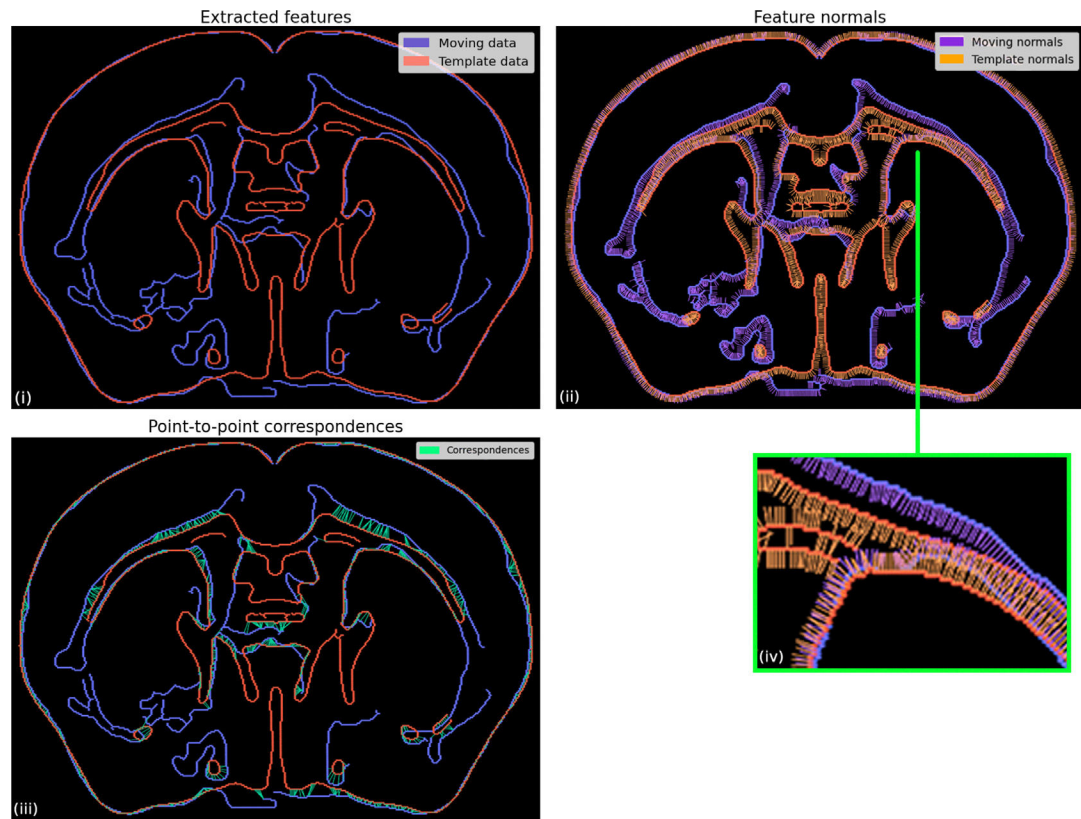 Extracted features
Moving data
Template data
(i)
Feature normals
Moving normals
Template normals
(ii)
Point-to-point correspondences
Correspondences
(iii)
(iv)